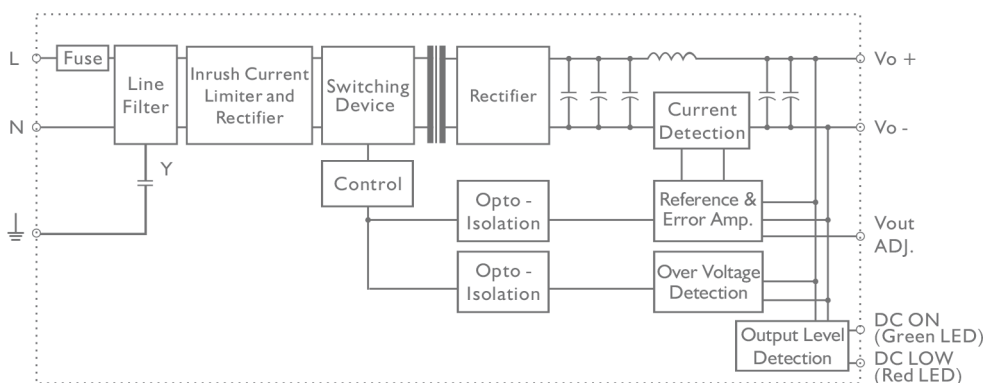 L
Fuse
Line
Filter
Inrush Current
Limiter and
Rectifier
Switching
Device
Rectifier
Current
Detection
Vo +
N
Vo -
Y
Control
Opto -
Isolation
Reference &
Error Amp.
Vout
ADJ.
Opto -
Isolation
Over Voltage
Detection
Output Level
Detection
DC ON
(Green LED)
DC LOW
(Red LED)